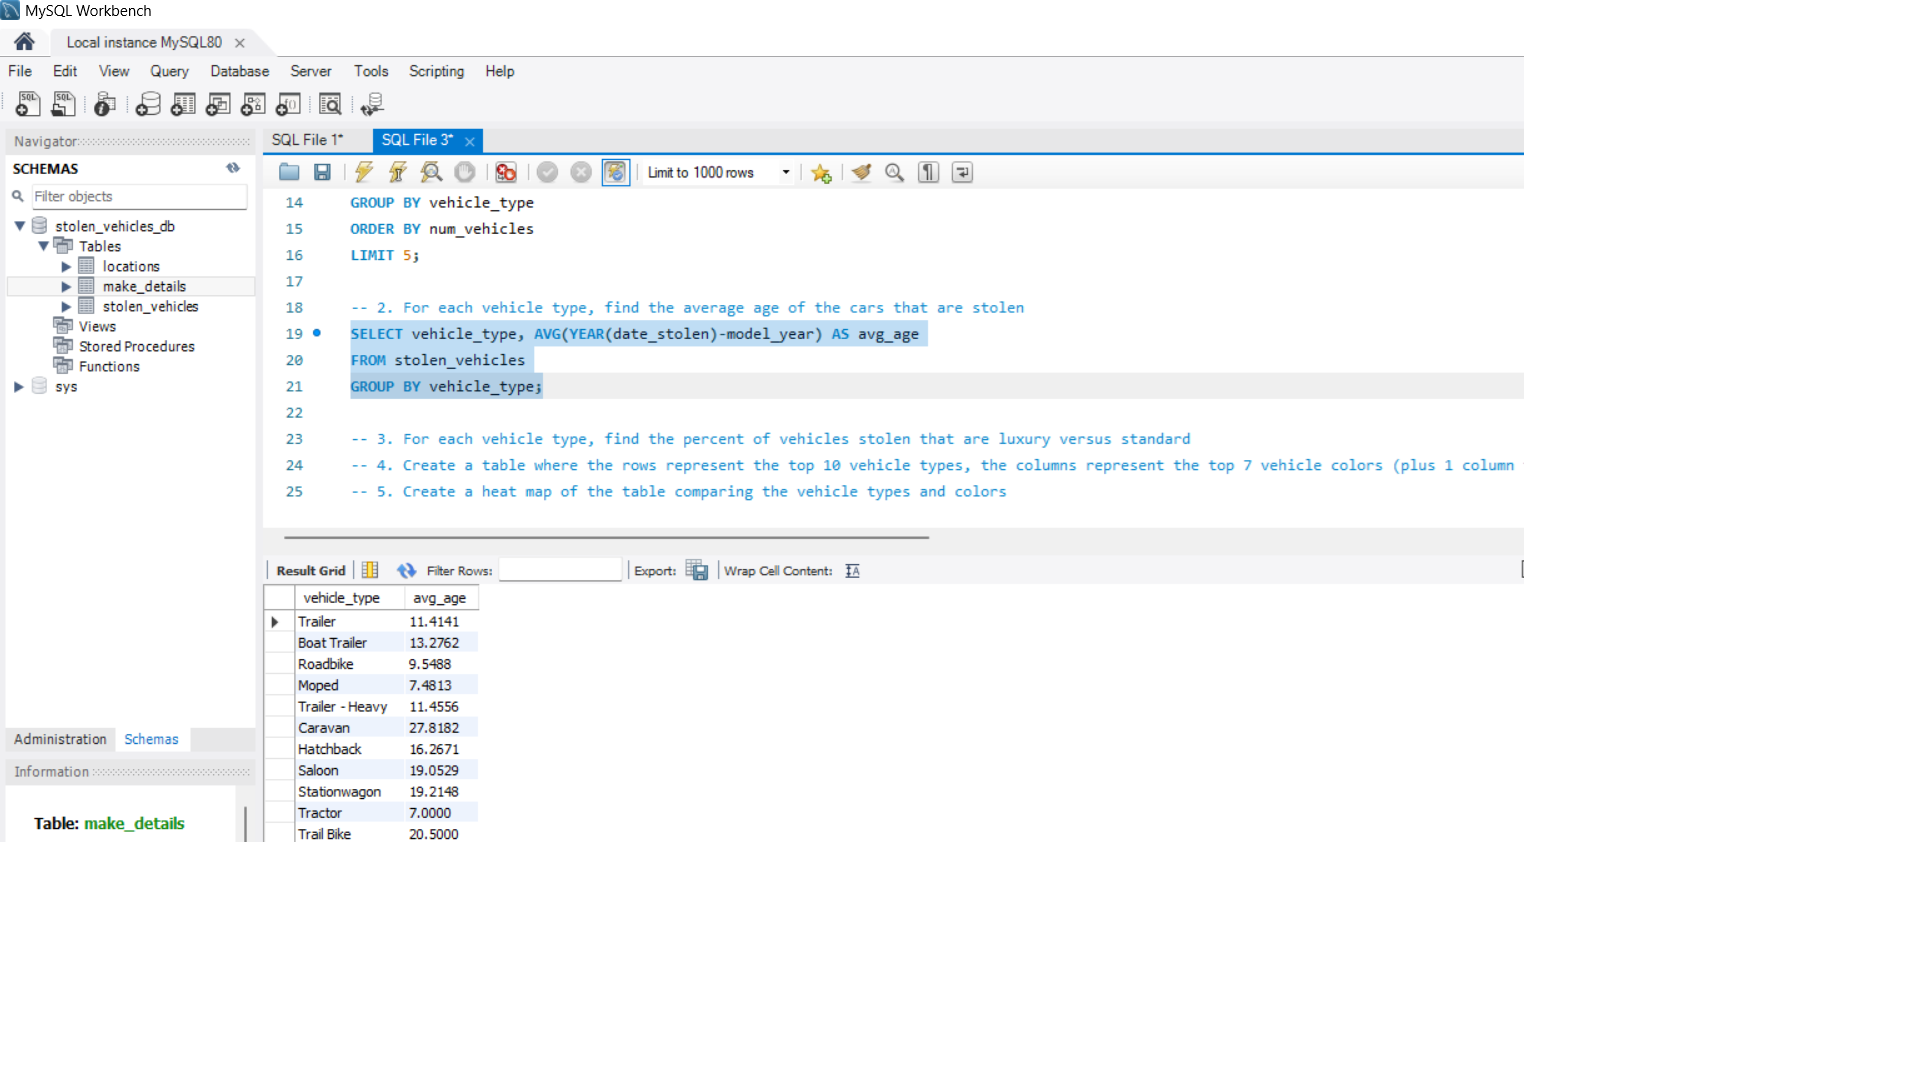 MySQL Workbench
Local instance MySQL80
File Edit View Query Database Server Tools Scripting Help
SQL SQL
Navigator
SCHEMAS
Filter objects
stolen_vehicles_db
Tables
locations
make_details
stolen_vehicles
Views
Stored Procedures
Functions
sys
Administration Schemas
Information
Table: make_details
SQL File 1* SQL File 3*
Limit to 1000 rows
14 GROUP BY vehicle_type
15 ORDER BY num_vehicles
16 LIMIT 5;
17
18 -- 2. For each vehicle type, find the average age of the cars that are stolen
19 SELECT vehicle_type, AVG(YEAR(date_stolen)-model_year) AS avg_age
20 FROM stolen_vehicles
21 GROUP BY vehicle_type;
22
23 -- 3. For each vehicle type, find the percent of vehicles stolen that are luxury versus standard
24 -- 4. Create a table where the rows represent the top 10 vehicle types, the columns represent the top 7 vehicle colors (plus 1 column
25 -- 5. Create a heat map of the table comparing the vehicle types and colors
Result Grid Filter Rows: Export: Wrap Cell Content:
vehicle_type avg_age
Trailer 11.4141
Boat Trailer 13.2762
Roadbike 9.5488
Moped 7.4813
Trailer - Heavy 11.4556
Caravan 27.8182
Hatchback 16.2671
Saloon 19.0529
Stationwagon 19.2148
Tractor 7.0000
Trail Bike 20.5000